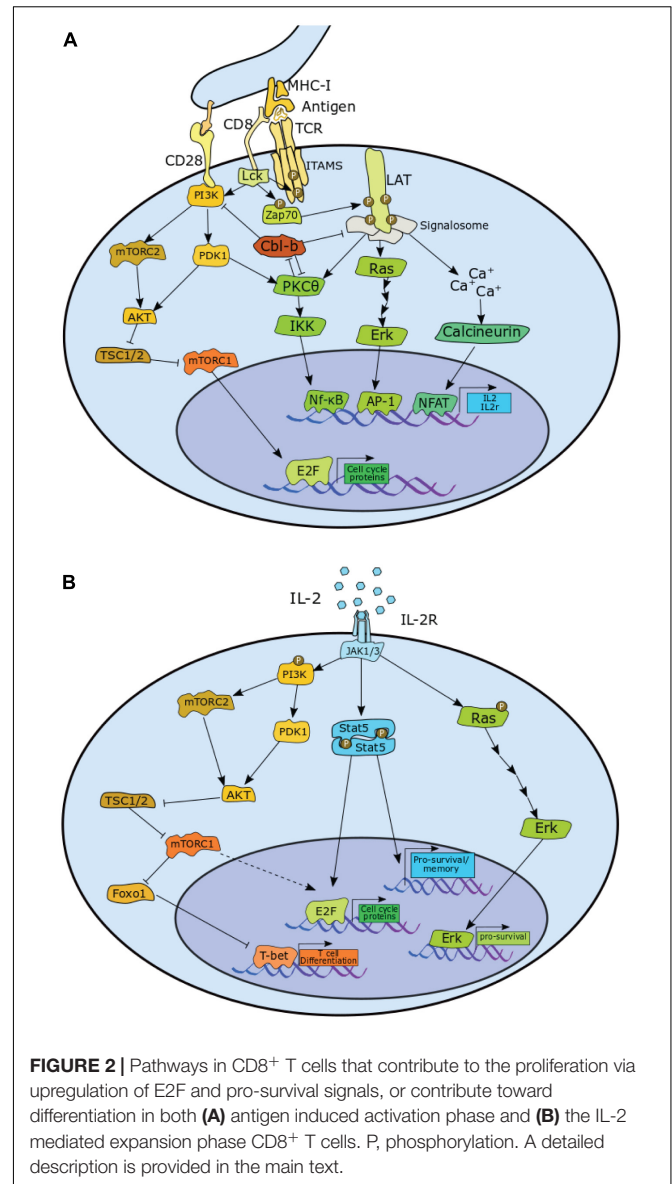 A
MHC-I
Antigen
CD8
TCR
CD28
ITAMS
Lck
P
P
LAT
PI3K
P
Zap70
P
P
P
P
Signalosome
Cbl-b
mTORC2
PDK1
Ras
Ca+
Ca+
Ca+
PKCθ
AKT
IKK
Erk
Calcineurin
TSC1/2
mTORC1
Nf-κB
AP-1
NFAT
IL2
IL2r
E2F
Cell cycle
proteins
B
IL-2
IL-2R
JAK1/3
P
PI3K
mTORC2
P
Ras
PDK1
Stat5
P
P
Stat5
AKT
TSC1/2
Erk
mTORC1
Pro-survival/
memory
Foxo1
E2F
Cell cycle
proteins
Erk
pro-survival
T-bet
T cell
Differentiation
FIGURE 2 | Pathways in CD8+ T cells that contribute to the proliferation via
upregulation of E2F and pro-survival signals, or contribute toward
differentiation in both (A) antigen induced activation phase and (B) the IL-2
mediated expansion phase CD8+ T cells. P, phosphorylation. A detailed
description is provided in the main text.